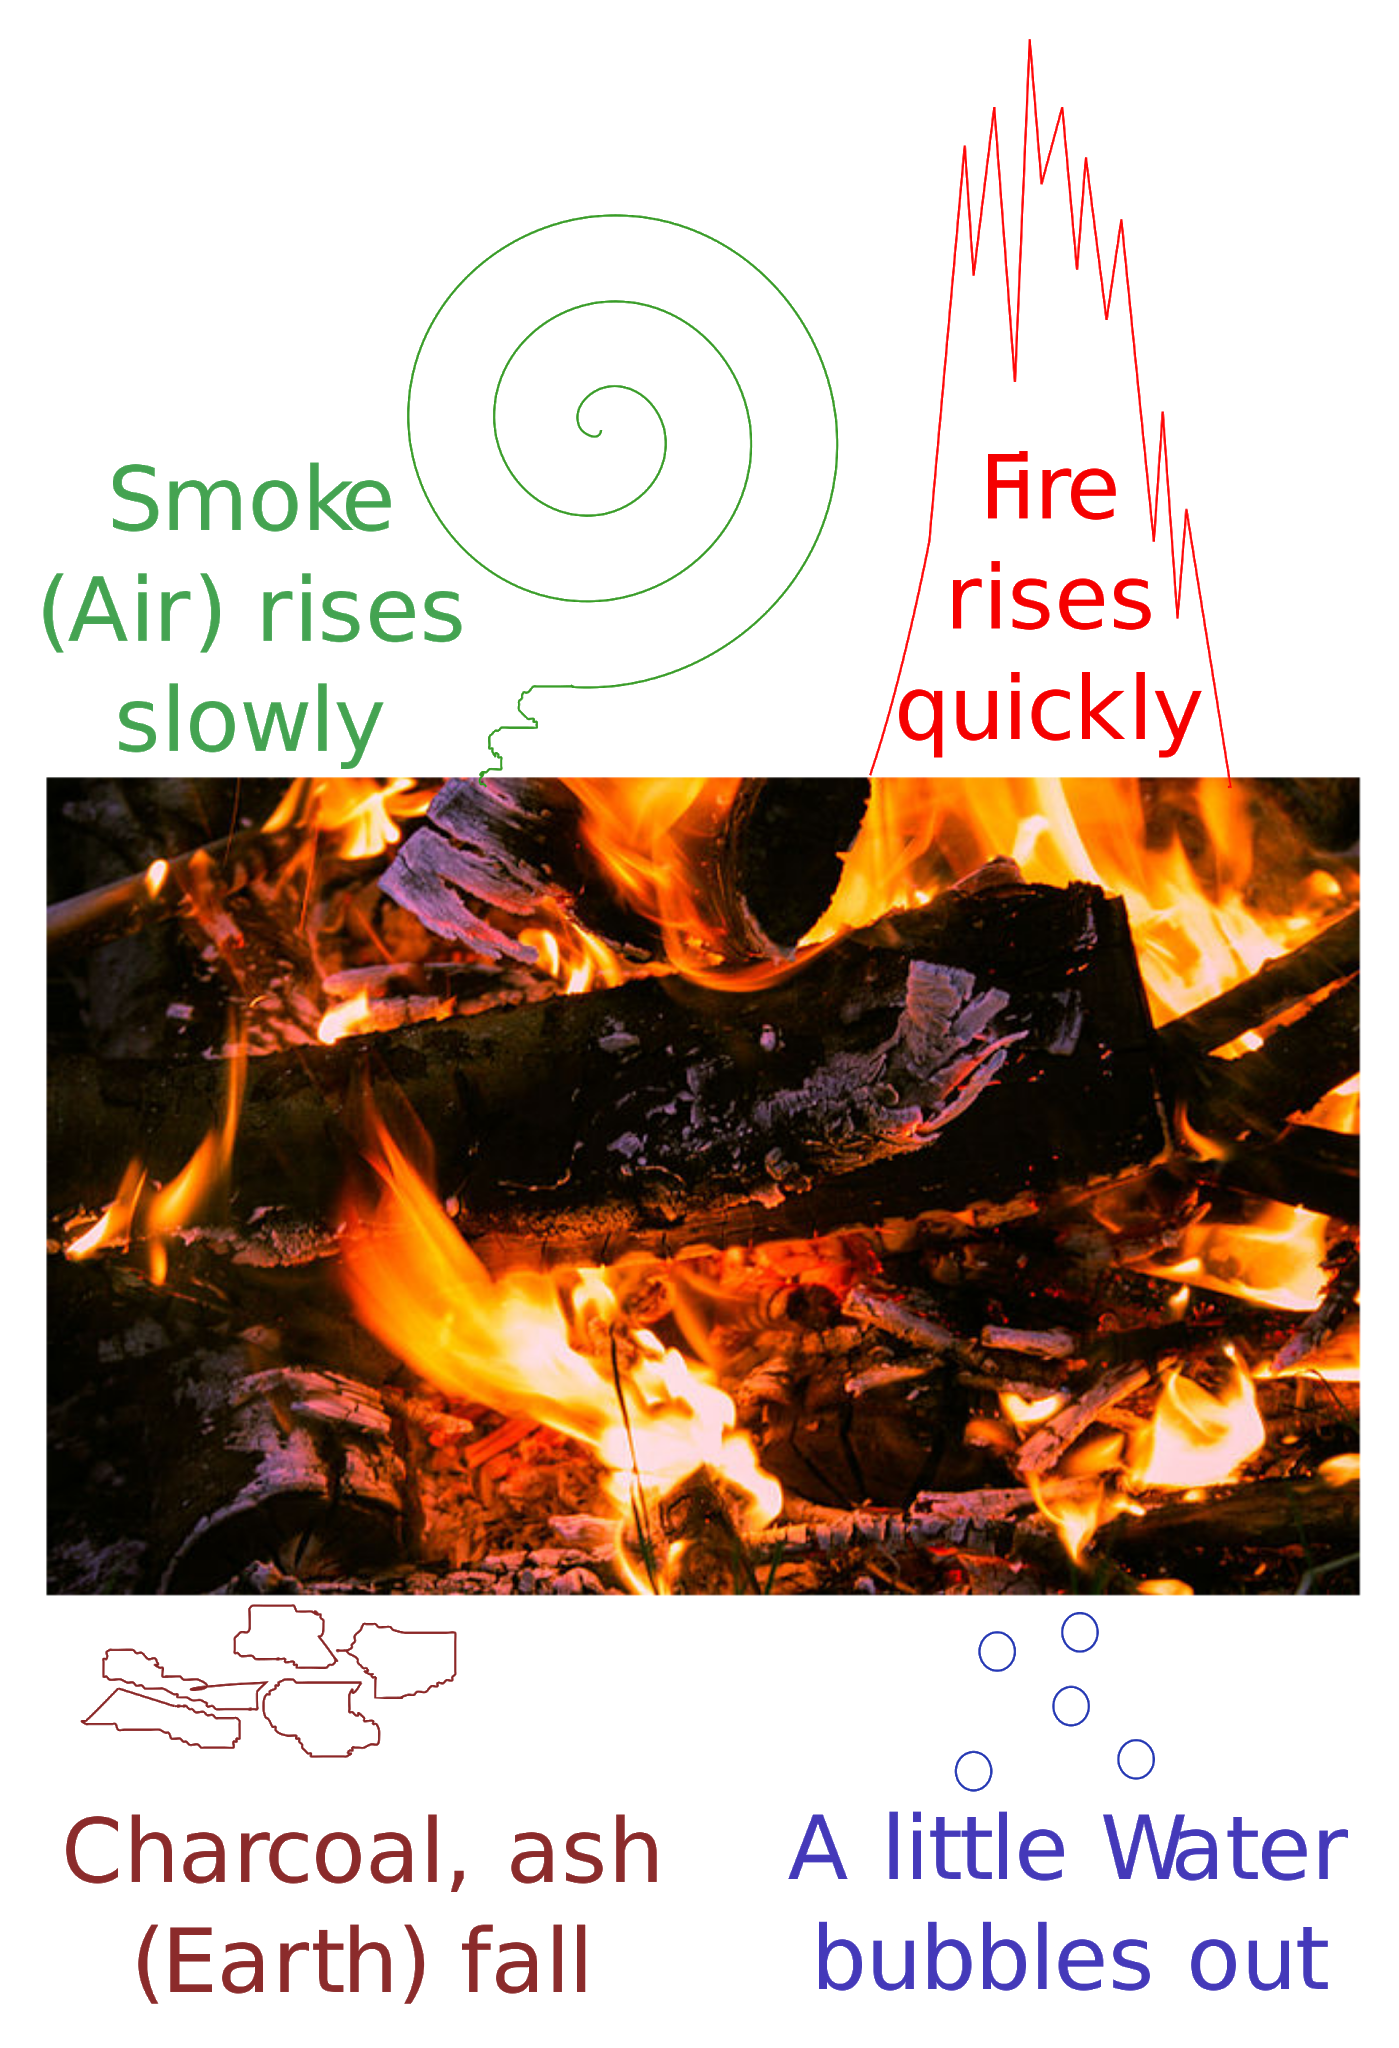 Smoke
(Air) rises
slowly
Fire
rises
quickly
Charcoal, ash
(Earth) fall
A little Water
bubbles out